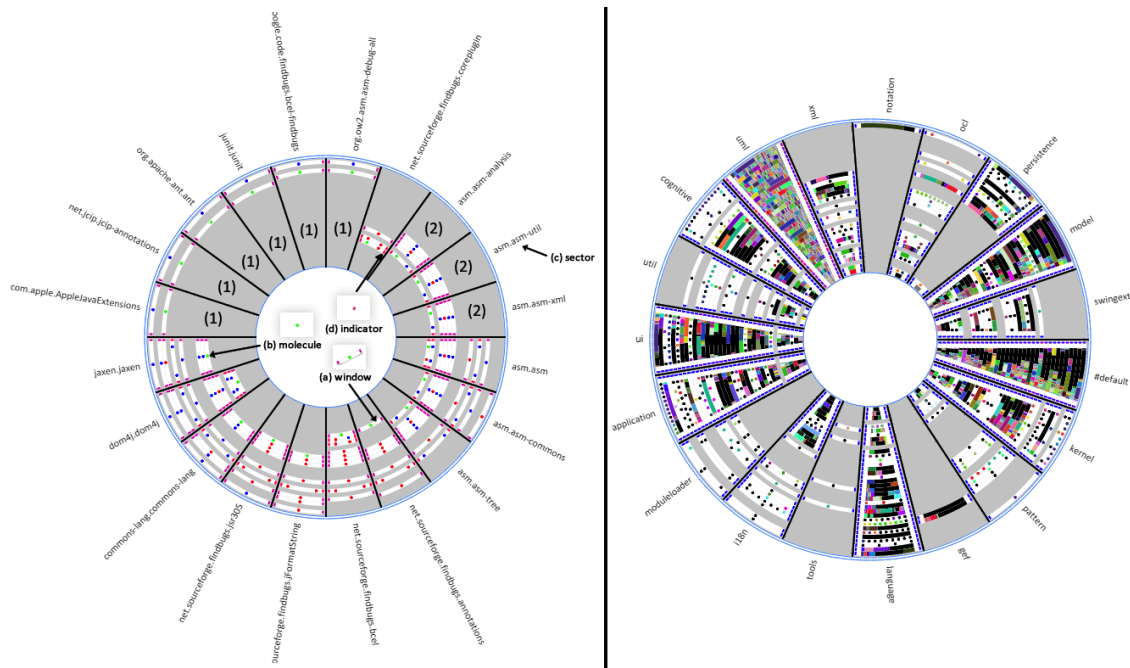 oogle.code.findbugs.bcel-findbugs
org.ow2.asm.asm-debug-all
net.sourceforge.findbugs.coreplugin
junit.junit
asm.asm-analysis
org.apache.ant.ant
asm.asm-util
(c) sector
net.jcip.jcip-annotations
asm.asm-xml
com.apple.AppleJavaExtensions
asm.asm
jaxen.jaxen
asm.asm-commons
dom4j.dom4j
asm.asm-tree
commons-lang.commons-lang
net.sourceforge.findbugs.annotations
net.sourceforge.findbugs.jsr305
net.sourceforge.findbugs.bcel
sourceforge.findbugs.jFormatString
(1)
(1)
(1)
(1)
(1)
(2)
(2)
(2)
(d) indicator
(b) molecule
(a) window
notation
xml
ocl
uml
persistence
cognitive
model
util
swingext
ui
#default
application
kernel
moduleloader
pattern
i18n
gef
tools
language